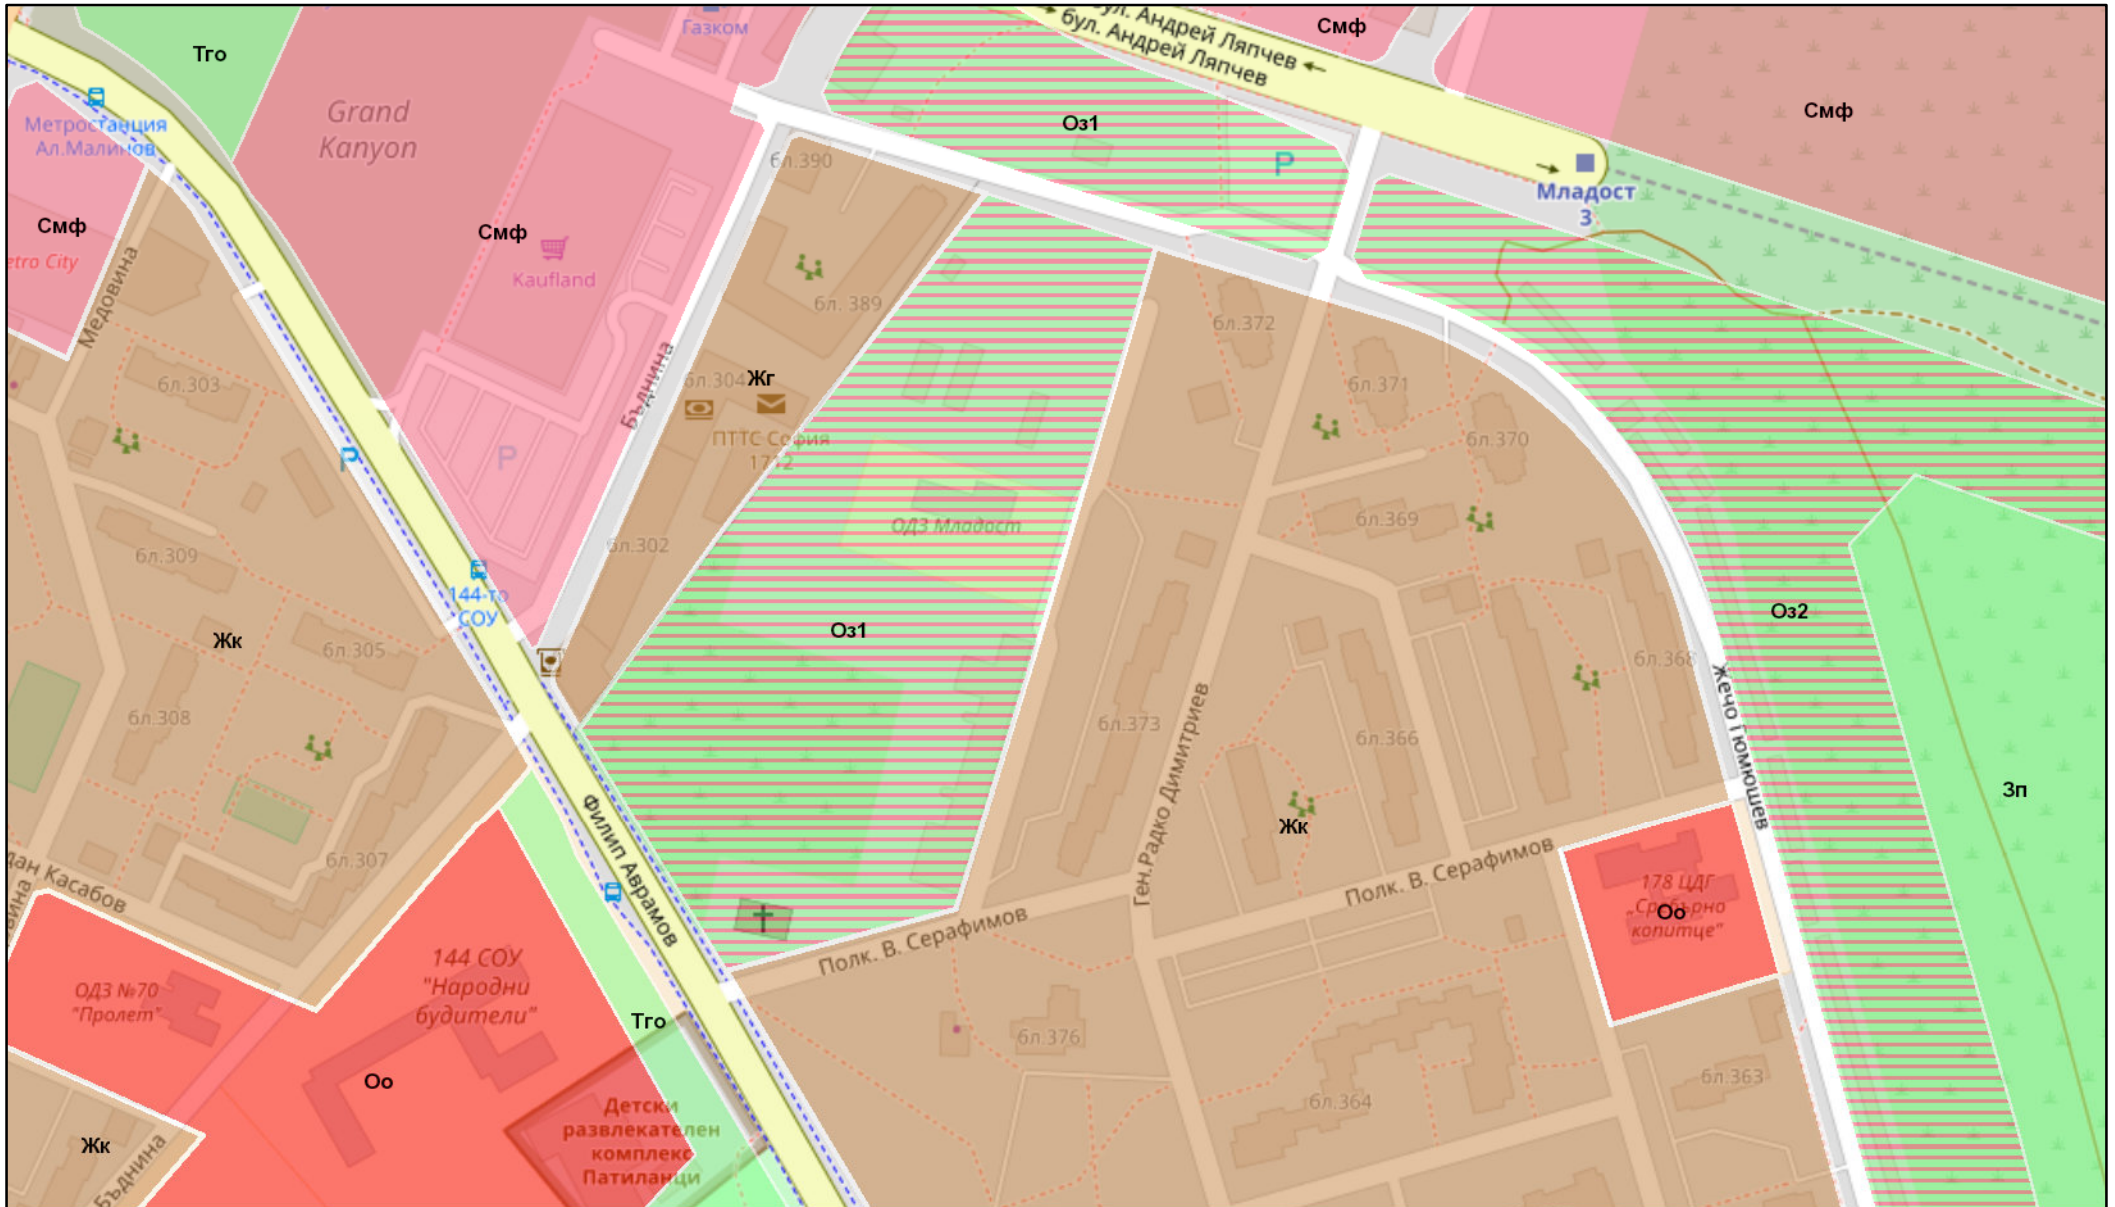 бул. Андрей Ляпчев
бул. Андрей Ляпчев
Газком
Смф
Тго
Grand
Kanyon
Метростанция
Ал.Малинов
Оз1
P
Смф
бл.390
Младост
3
Смф
Смф
Kaufland
Медовина
бл. 389
бл.372
бл.303
бл.304
Жг
Бъднина
бл.371
P
P
ПТТС София
1712
бл.370
ОДЗ Младост
бл.369
бл.309
бл.302
144-то
СОУ
Оз1
Оз2
Жк
бл.305
бл.368
бл.308
бл.373
Ген.Радко Димитриев
бл.366
Жечо Гюмюшев
Зп
Филип Аврамов
Жк
бл.307
Полк. В. Серафимов
178 ЦДГ
"Сребърно
копитце"
Оо
Касабов
Полк. В. Серафимов
144 СОУ
"Народни
будители"
ОДЗ №70
"Пролет"
Тго
бл.376
Оо
бл.363
бл.364
Детски
развлекателен
комплекс
Патиланци
Жк
Бъднина